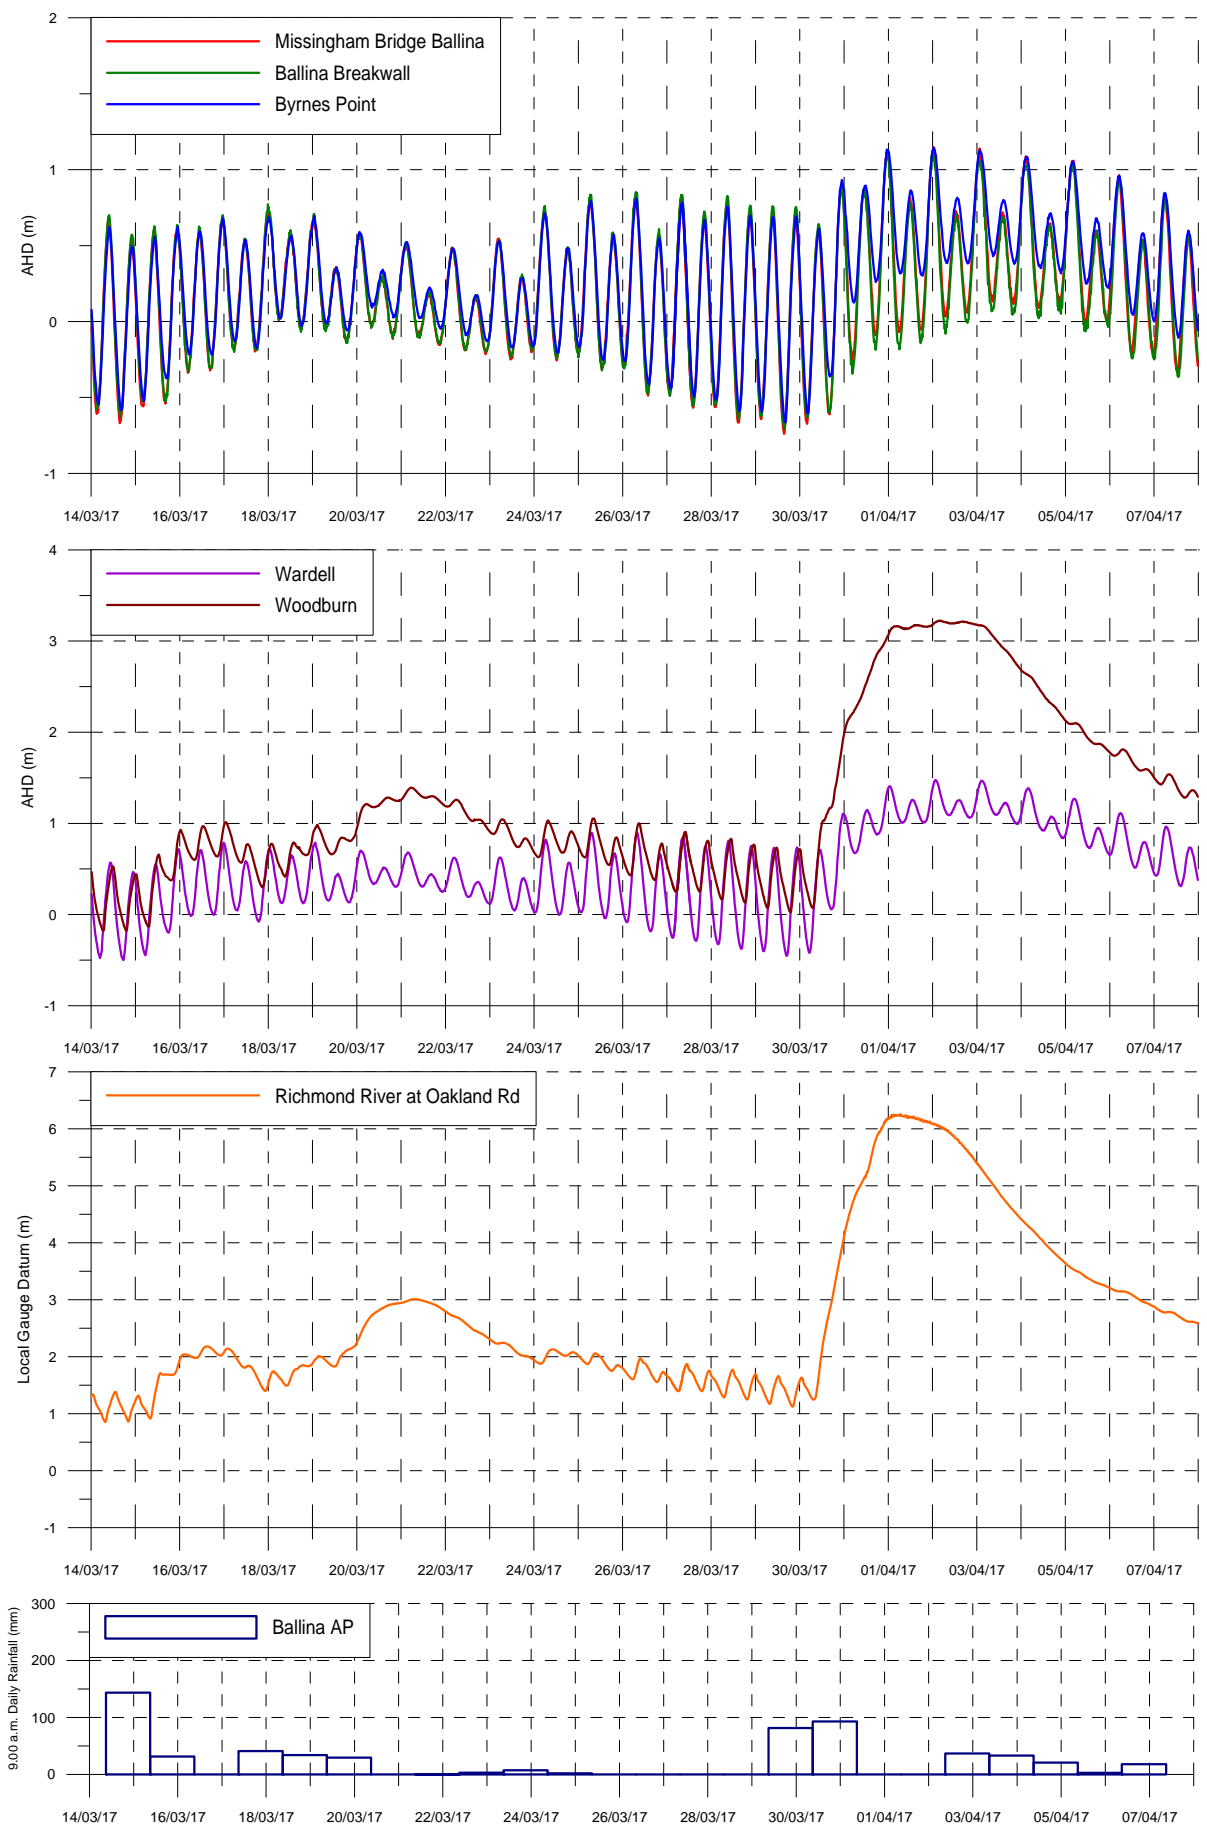 2
Missingham Bridge Ballina
Ballina Breakwall
Byrnes Point
1
AHD (m)
0
-1
14/03/17 16/03/17 18/03/17 20/03/17 22/03/17 24/03/17 26/03/17 28/03/17 30/03/17 01/04/17 03/04/17 05/04/17 07/04/17
4
Wardell
Woodburn
3
2
AHD (m)
1
0
-1
14/03/17 16/03/17 18/03/17 20/03/17 22/03/17 24/03/17 26/03/17 28/03/17 30/03/17 01/04/17 03/04/17 05/04/17 07/04/17
7
Richmond River at Oakland Rd
6
5
4
Local Gauge Datum (m)
3
2
1
0
-1
14/03/17 16/03/17 18/03/17 20/03/17 22/03/17 24/03/17 26/03/17 28/03/17 30/03/17 01/04/17 03/04/17 05/04/17 07/04/17
300
Ballina AP
200
9.00 a.m. Daily Rainfall (mm)
100
0
14/03/17 16/03/17 18/03/17 20/03/17 22/03/17 24/03/17 26/03/17 28/03/17 30/03/17 01/04/17 03/04/17 05/04/17 07/04/17